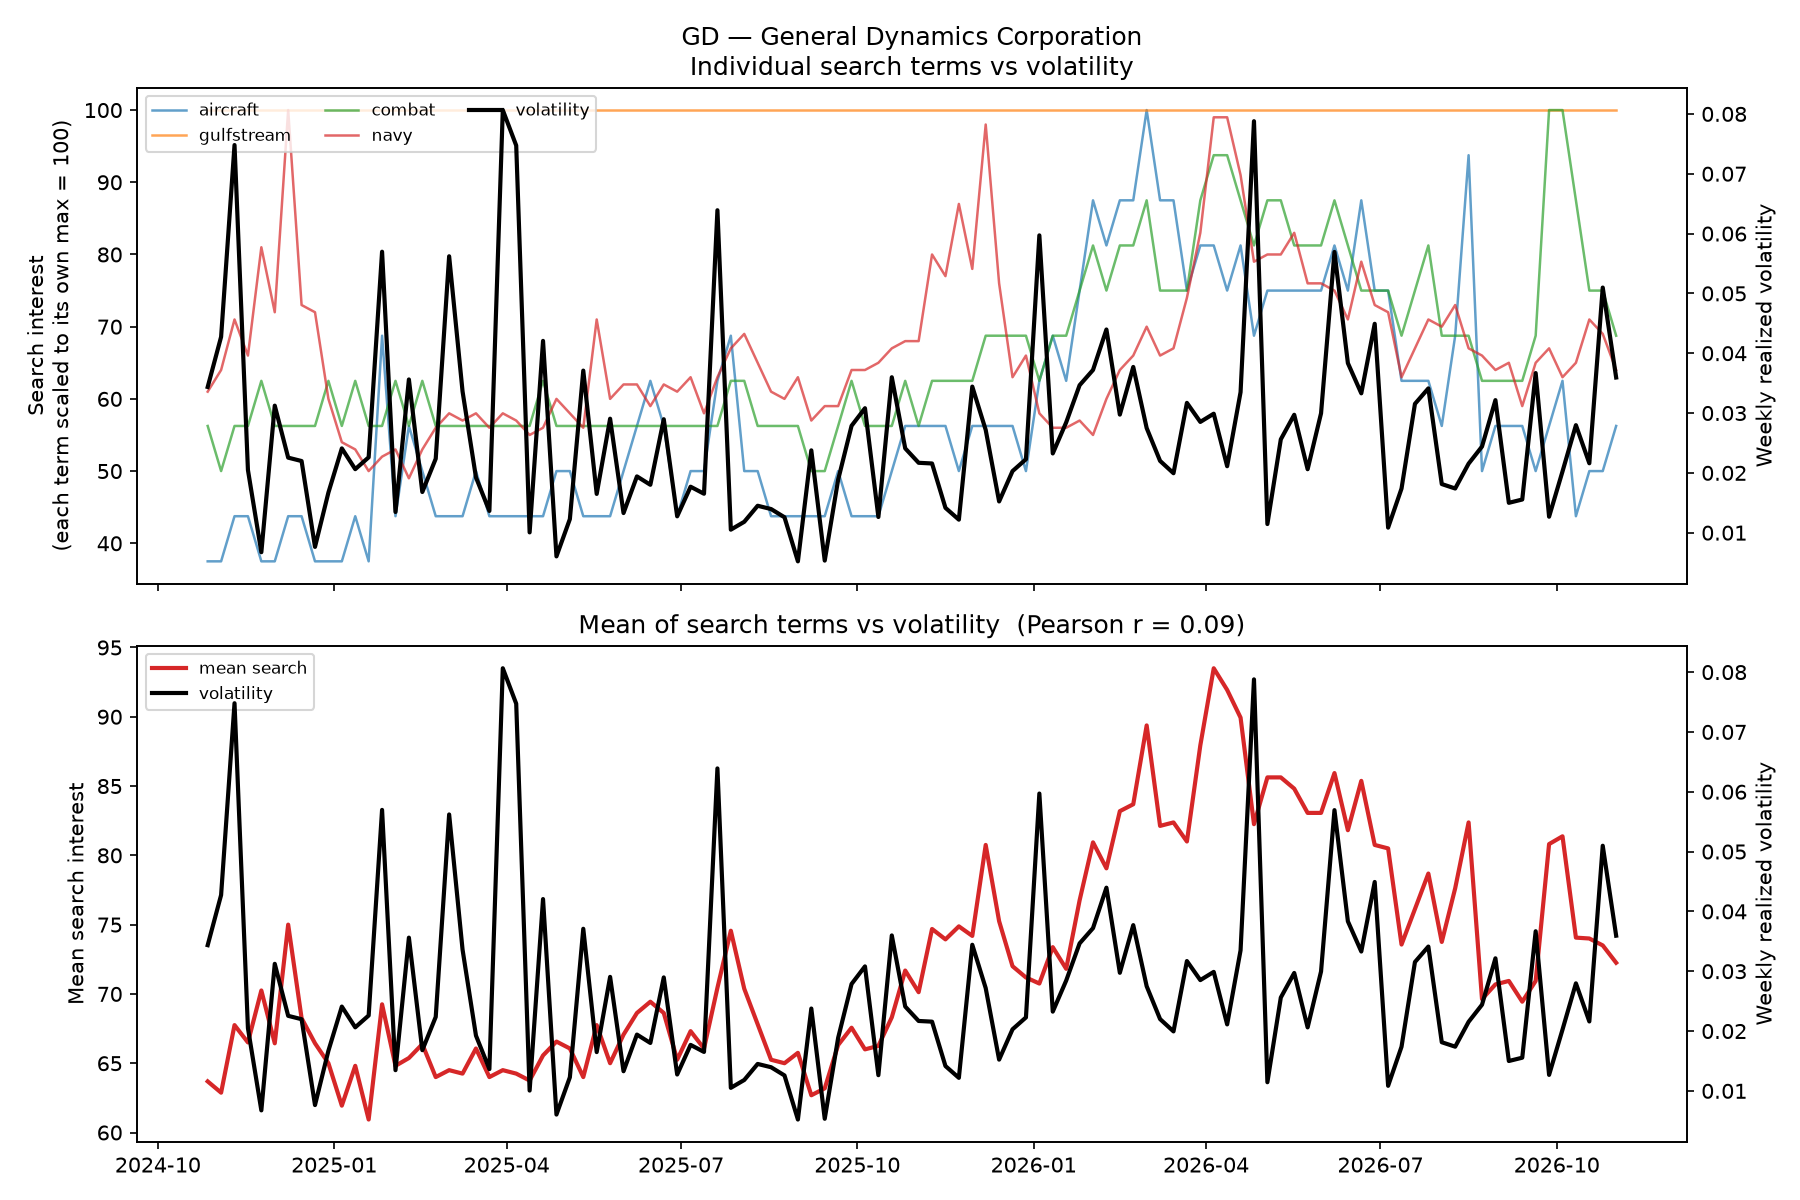 GD — General Dynamics Corporation
Individual search terms vs volatility
aircraft
gulfstream
combat
navy
volatility
Search interest
(each term scaled to its own max = 100)
100
90
80
70
60
50
40
0.08
0.07
0.06
0.05
0.04
0.03
0.02
0.01
Weekly realized volatility
Mean of search terms vs volatility (Pearson r = 0.09)
mean search
volatility
Mean search interest
95
90
85
80
75
70
65
60
0.08
0.07
0.06
0.05
0.04
0.03
0.02
0.01
Weekly realized volatility
2024-10
2025-01
2025-04
2025-07
2025-10
2026-01
2026-04
2026-07
2026-10